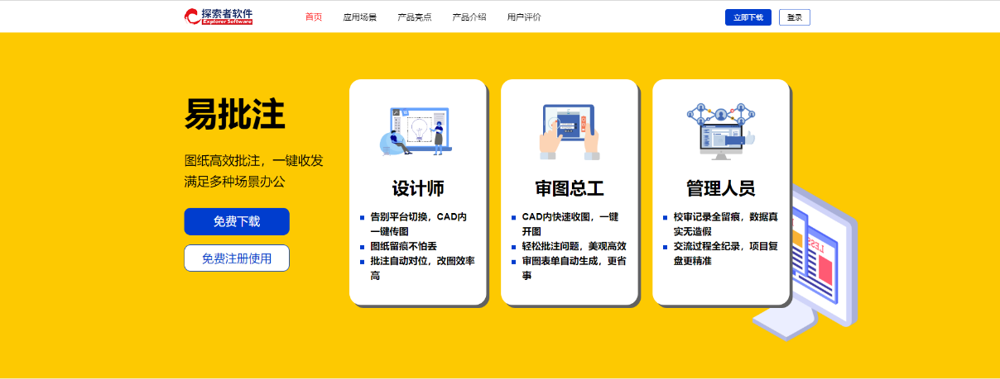 探索者软件
Explorer Software
首页
应用场景
产品亮点
产品介绍
用户评价
立即下载
登录
易批注
图纸高效批注，一键收发
满足多种场景办公
免费下载
免费注册使用
设计师
告别平台切换，CAD内
一键传图
图纸留痕不怕丢
批注自动对位，改图效率
高
审图总工
CAD内快速收图，一键
开图
轻松批注问题，美观高效
审图表单自动生成，更省
事
管理人员
校审记录全留痕，数据真
实无造假
交流过程全纪录，项目复
盘更精准